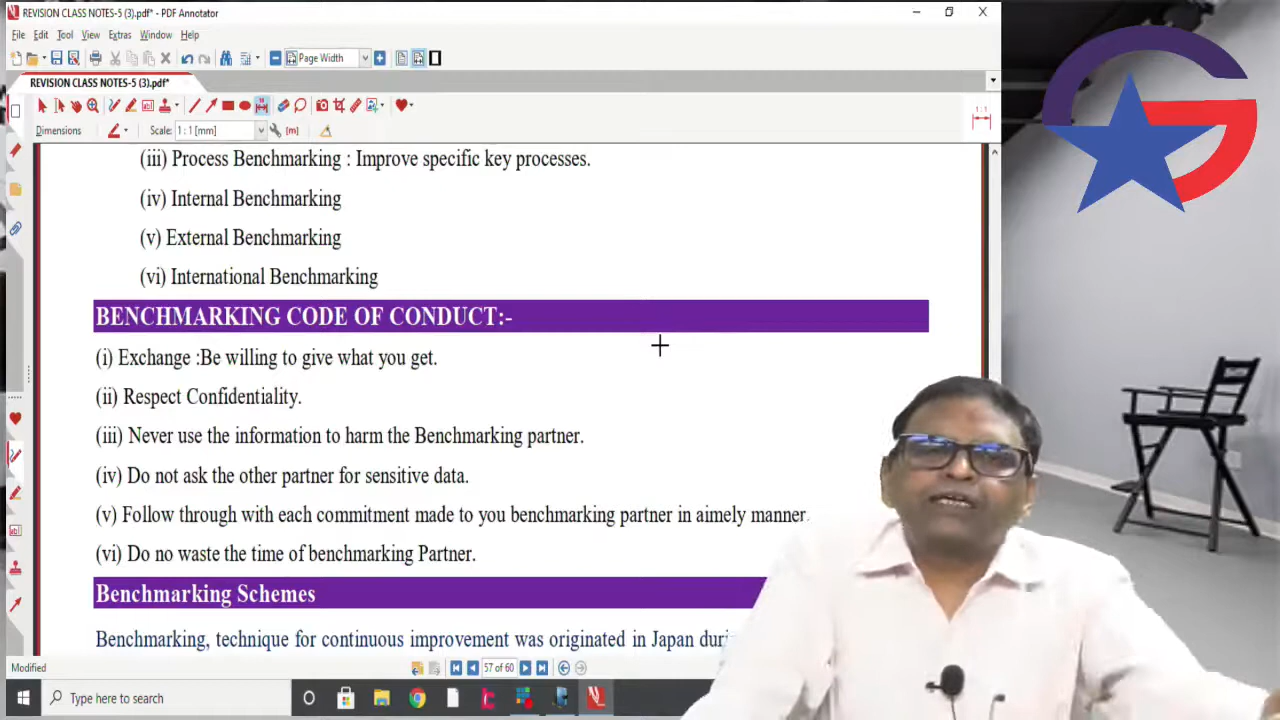 REVISION CLASS NOTES-5 (3).pdf* - PDF Annotator
File Edit Tool View Extras Window Help
Page Width
REVISION CLASS NOTES-5 (3).pdf*
Dimensions Scale: 1 : 1 [mm] (m) 1:1
(iii) Process Benchmarking : Improve specific key processes.
(iv) Internal Benchmarking
(v) External Benchmarking
(vi) International Benchmarking
BENCHMARKING CODE OF CONDUCT:-
(i) Exchange :Be willing to give what you get.
(ii) Respect Confidentiality.
(iii) Never use the information to harm the Benchmarking partner.
(iv) Do not ask the other partner for sensitive data.
(v) Follow through with each commitment made to you benchmarking partner in aimely manner.
(vi) Do no waste the time of benchmarking Partner.
Benchmarking Schemes
Benchmarking, technique for continuous improvement was originated in Japan
Modified 57 of 60
Type here to search